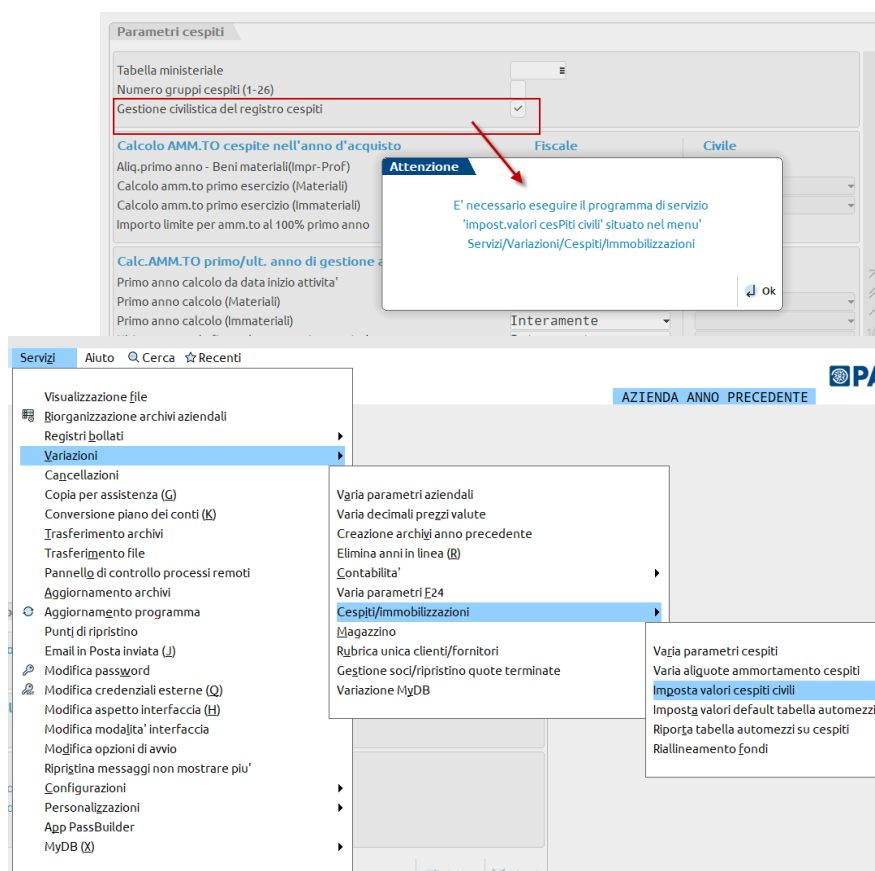 Parametri cespiti
Tabella ministeriale
Numero gruppi cespiti (1-26)
Gestione civilistica del registro cespiti
Calcolo AMM.TO cespite nell'anno d'acquisto Fiscale Civile
Aliq.primo anno - Beni materiali(Impr-Prof)
Calcolo amm.to primo esercizio (Materiali)
Calcolo amm.to primo esercizio (Immateriali)
Importo limite per amm.to al 100% primo anno
Attenzione
E' necessario eseguire il programma di servizio
'impost.valori cesPiti civili' situato nel menu'
Servizi/Variazioni/Cespiti/Immobilizzazioni
Ok
Calc.AMM.TO primo/ult. anno di gestione
Primo anno calcolo da data inizio attivita'
Primo anno calcolo (Materiali)
Primo anno calcolo (Immateriali) Interamente
Servizi Aiuto Cerca Recenti
AZIENDA ANNO PRECEDENTE
Visualizzazione file
Riorganizzazione archivi aziendali
Registri bollati
Variazioni
Cancellazioni
Copia per assistenza (G)
Conversione piano dei conti (K)
Trasferimento archivi
Trasferimento file
Pannello di controllo processi remoti
Aggiornamento archivi
Aggiornamento programma
Punti di ripristino
Email in Posta inviata (J)
Modifica password
Modifica credenziali esterne (Q)
Modifica aspetto interfaccia (H)
Modifica modalita' interfaccia
Modifica opzioni di avvio
Ripristina messaggi non mostrare piu'
Configurazioni
Personalizzazioni
App PassBuilder
MyDB (X)
Varia parametri aziendali
Varia decimali prezzi valute
Creazione archivi anno precedente
Elimina anni in linea (R)
Contabilita'
Varia parametri F24
Cespiti/immobilizzazioni
Magazzino
Rubrica unica clienti/fornitori
Gestione soci/ripristino quote terminate
Variazione MyDB
Varia parametri cespiti
Varia aliquote ammortamento cespiti
Imposta valori cespiti civili
Imposta valori default tabella automezzi
Riporta tabella automezzi su cespiti
Riallineamento fondi